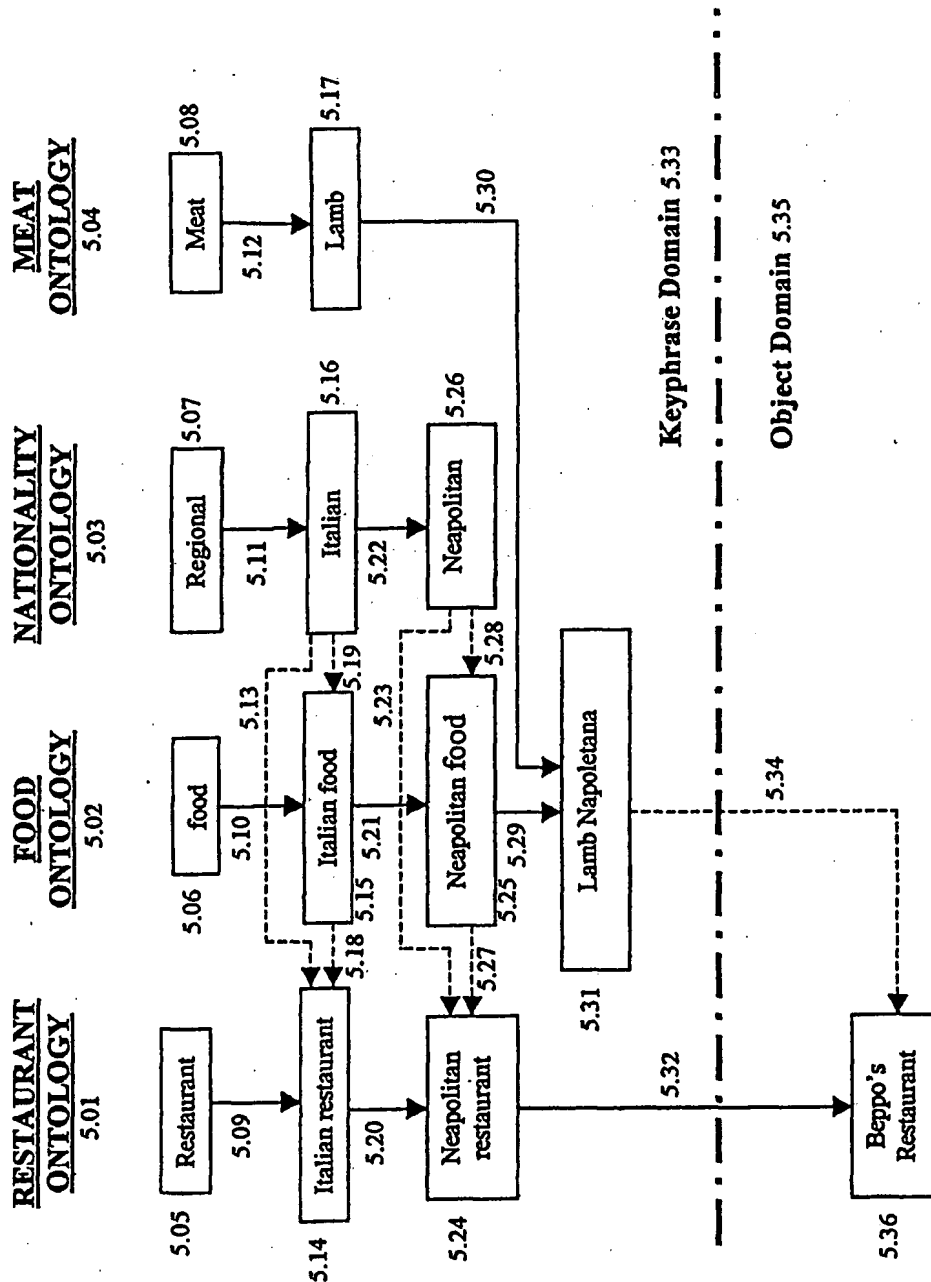 RESTAURANT
ONTOLOGY
5.01
FOOD
ONTOLOGY
5.02
NATIONALITY
ONTOLOGY
5.03
MEAT
ONTOLOGY
5.04
5.05
Restaurant
5.06
food
Regional
5.07
Meat
5.08
5.09
5.10
5.11
5.12
5.13
5.14
Italian restaurant
Italian food
5.15
Italian
5.16
Lamb
5.17
5.18
5.19
5.20
5.21
5.22
5.23
5.24
Neapolitan
restaurant
Neapolitan food
5.25
Neapolitan
5.26
5.27
5.28
5.29
5.30
5.31
Lamb Napoletana
5.32
Keyphrase Domain 5.33
5.34
Object Domain 5.35
5.36
Beppo's
Restaurant